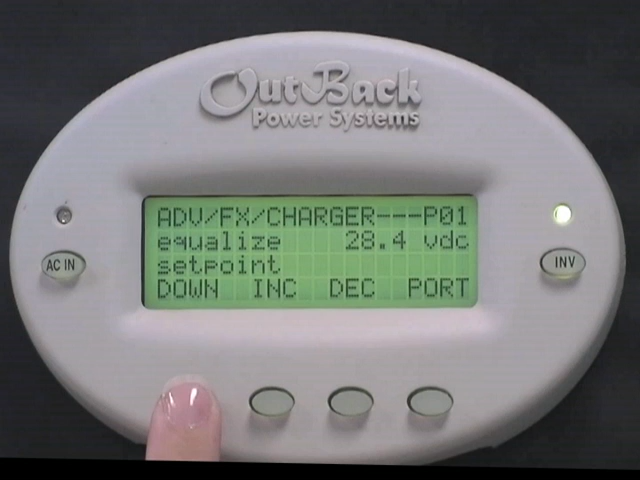 OutBack
Power Systems
ADV/FX/CHARGER---P01
equalize 28.4 vdc
setpoint
DOWN INC DEC PORT
AC IN
INV